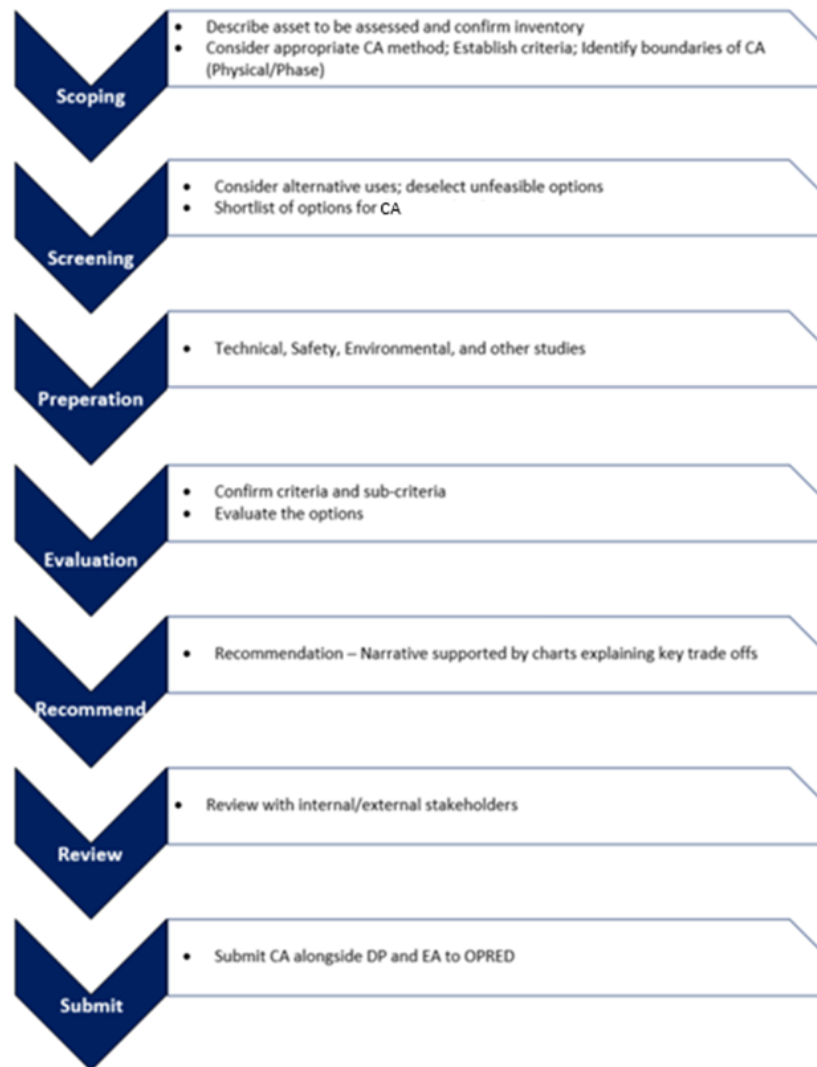 • Describe asset to be assessed and confirm inventory
• Consider appropriate CA method; Establish criteria; Identify boundaries of CA
(Physical/Phase)
Scoping
• Consider alternative uses; deselect unfeasible options
• Shortlist of options for CA
Screening
• Technical, Safety, Environmental, and other studies
Preperation
• Confirm criteria and sub-criteria
• Evaluate the options
Evaluation
• Recommendation – Narrative supported by charts explaining key trade offs
Recommend
• Review with internal/external stakeholders
Review
• Submit CA alongside DP and EA to OPRED
Submit